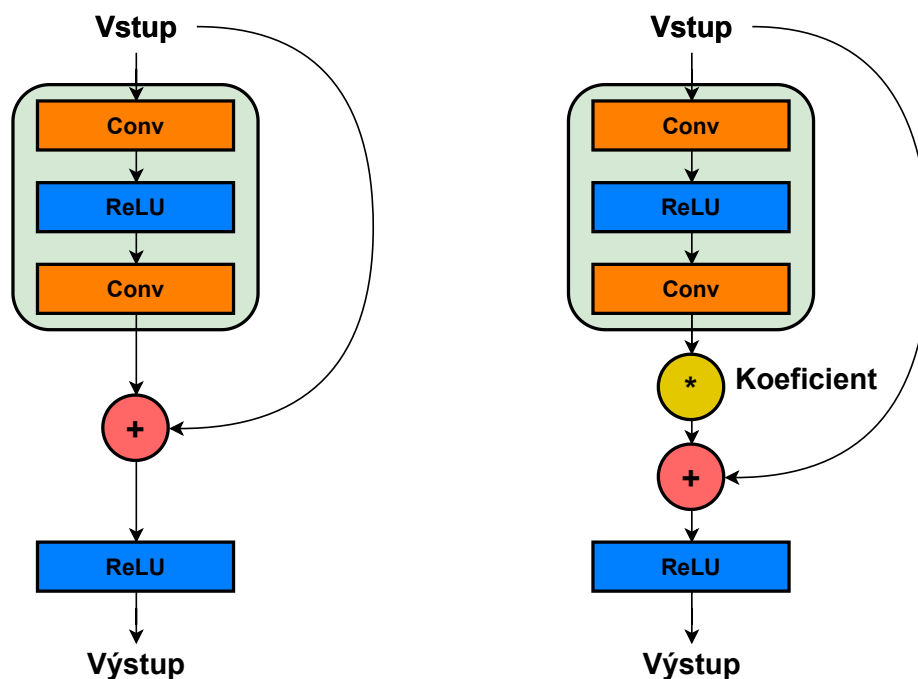 Vstup
Conv
ReLU
Conv
+
ReLU
Výstup
Vstup
Conv
ReLU
Conv
* Koeficient
+
ReLU
Výstup